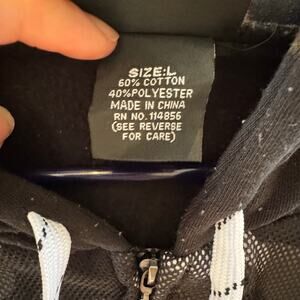 SIZE:L
60% COTTON
40%POLYESTER
MADE IN CHINA
RN NO. 114856
(SEE REVERSE
FOR CARE)